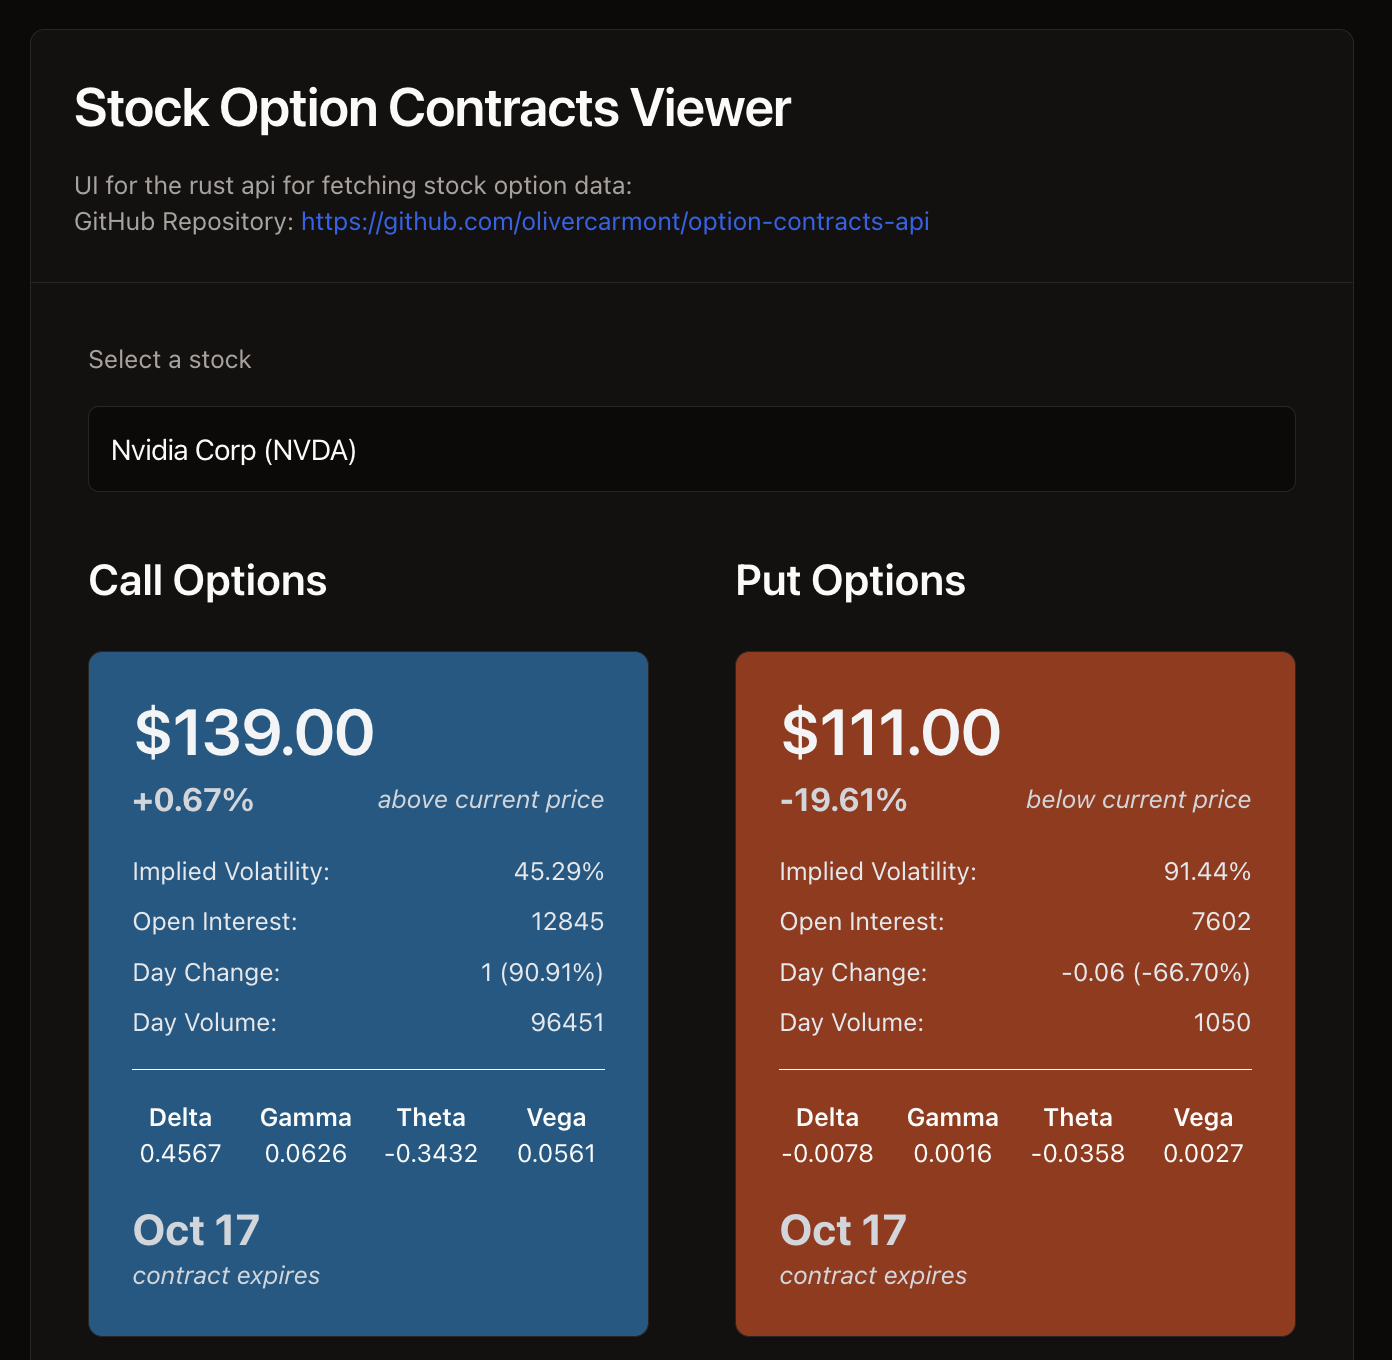 Stock Option Contracts Viewer
UI for the rust api for fetching stock option data:
GitHub Repository: https://github.com/olivercarmont/option-contracts-api
Select a stock
Nvidia Corp (NVDA)
Call Options
$139.00
+0.67% above current price
Implied Volatility: 45.29%
Open Interest: 12845
Day Change: 1 (90.91%)
Day Volume: 96451
Delta Gamma Theta Vega
0.4567 0.0626 -0.3432 0.0561
Oct 17
contract expires
Put Options
$111.00
-19.61% below current price
Implied Volatility: 91.44%
Open Interest: 7602
Day Change: -0.06 (-66.70%)
Day Volume: 1050
Delta Gamma Theta Vega
-0.0078 0.0016 -0.0358 0.0027
Oct 17
contract expires